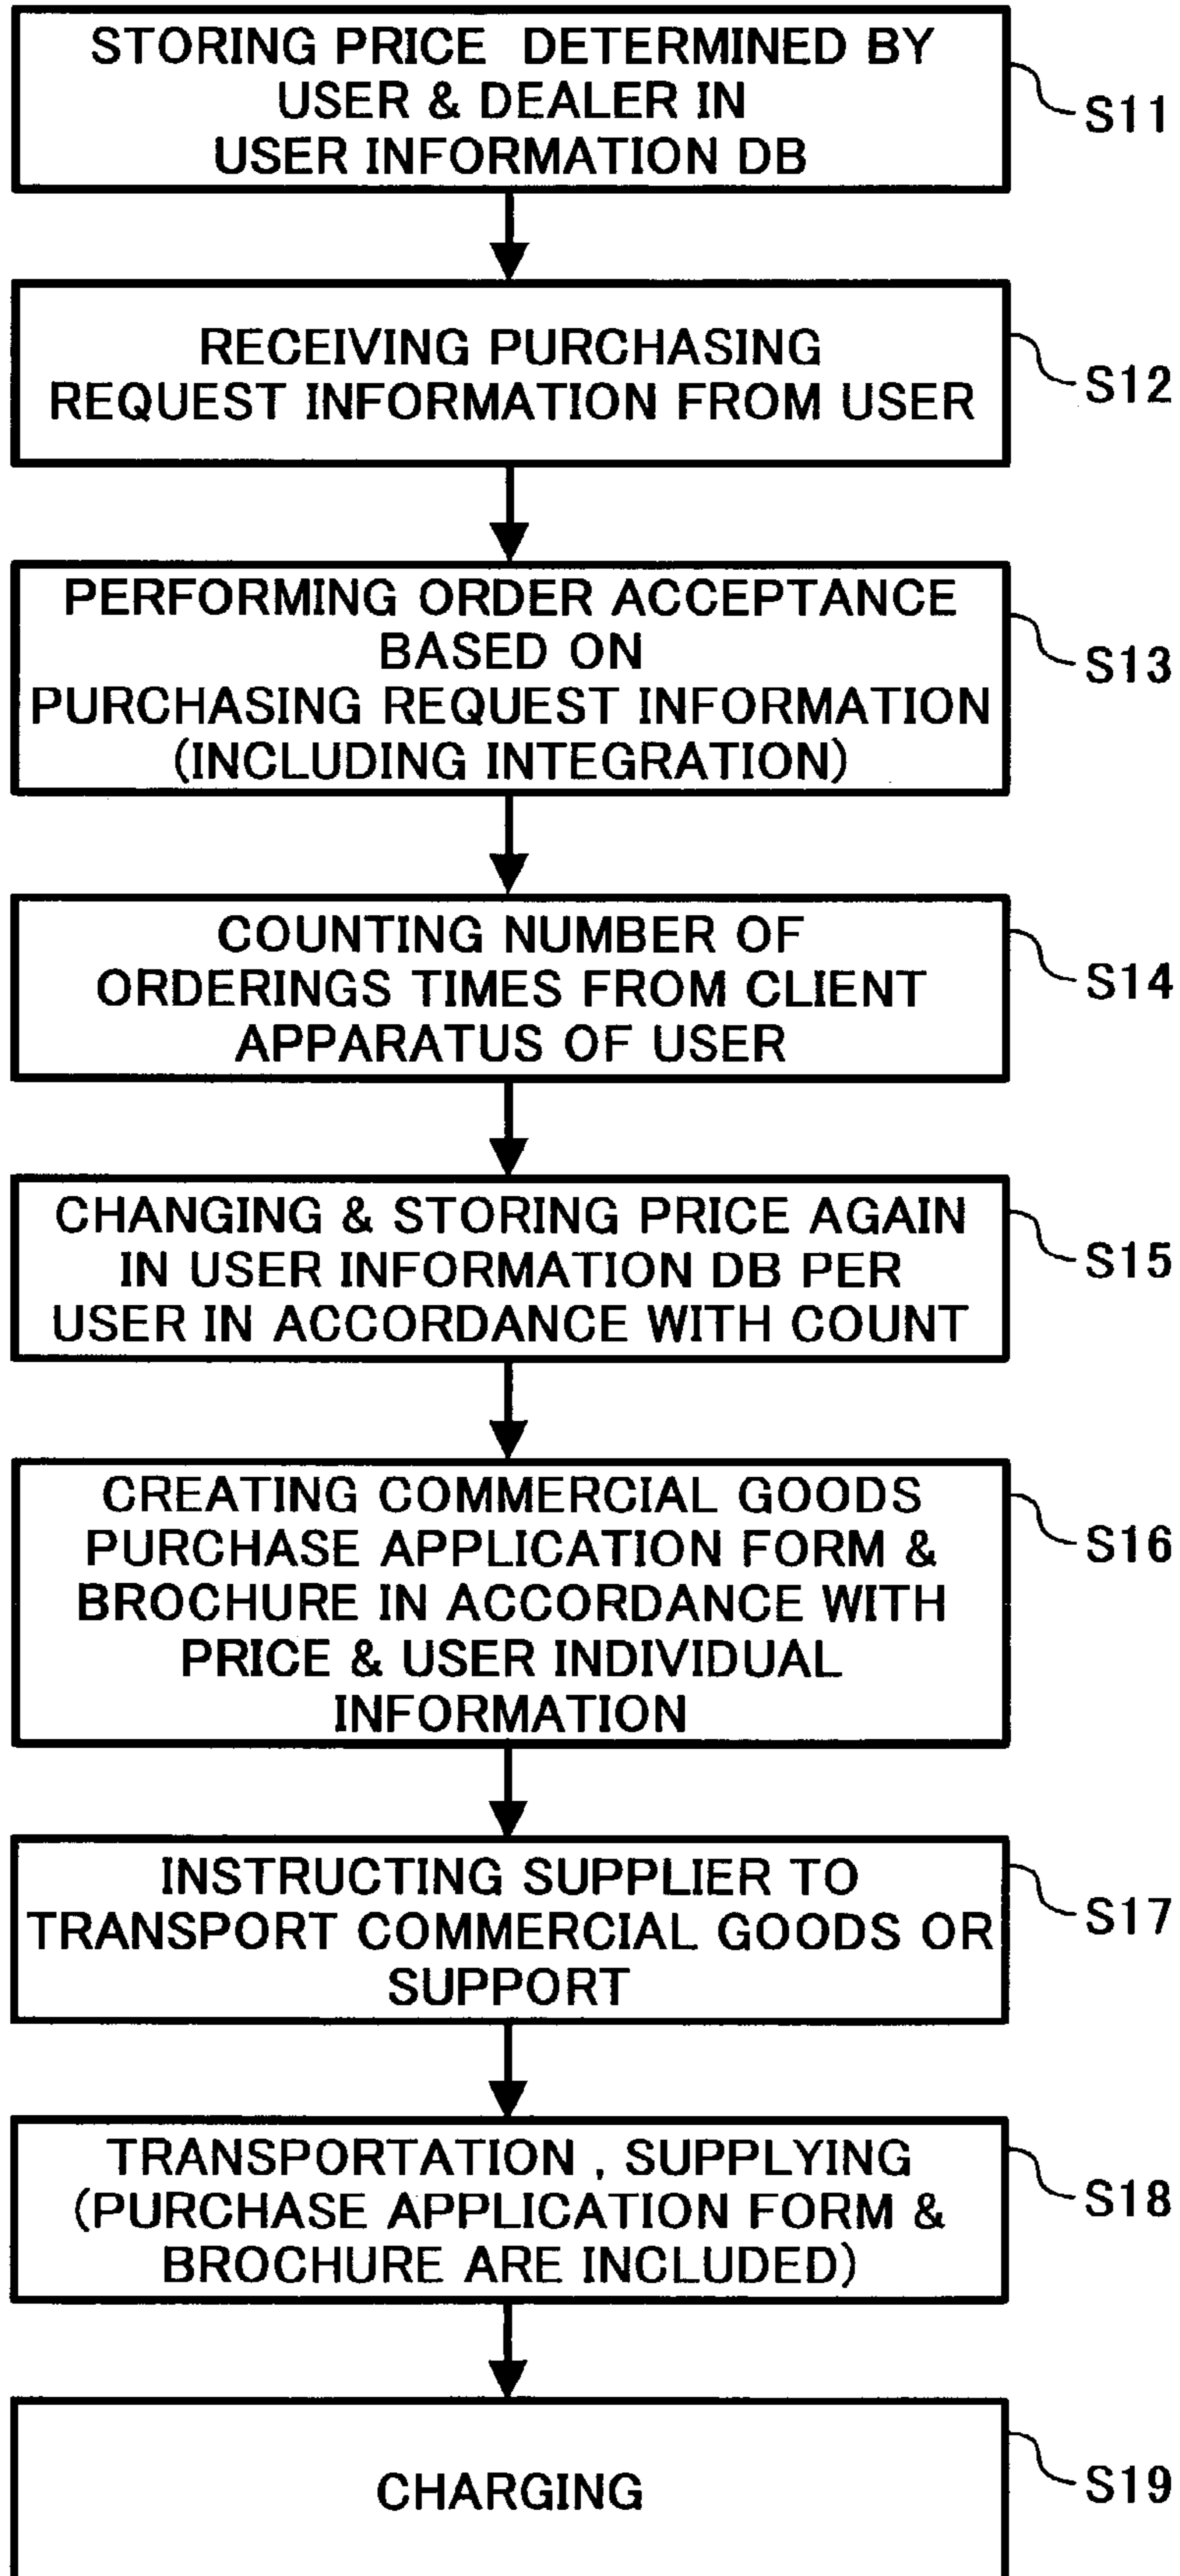 STORING PRICE DETERMINED BY
USER & DEALER IN
USER INFORMATION DB
S11
RECEIVING PURCHASING
REQUEST INFORMATION FROM USER
S12
PERFORMING ORDER ACCEPTANCE
BASED ON
PURCHASING REQUEST INFORMATION
(INCLUDING INTEGRATION)
S13
COUNTING NUMBER OF
ORDERINGS TIMES FROM CLIENT
APPARATUS OF USER
S14
CHANGING & STORING PRICE AGAIN
IN USER INFORMATION DB PER
USER IN ACCORDANCE WITH COUNT
S15
CREATING COMMERCIAL GOODS
PURCHASE APPLICATION FORM &
BROCHURE IN ACCORDANCE WITH
PRICE & USER INDIVIDUAL
INFORMATION
S16
INSTRUCTING SUPPLIER TO
TRANSPORT COMMERCIAL GOODS OR
SUPPORT
S17
TRANSPORTATION , SUPPLYING
(PURCHASE APPLICATION FORM &
BROCHURE ARE INCLUDED)
S18
CHARGING
S19